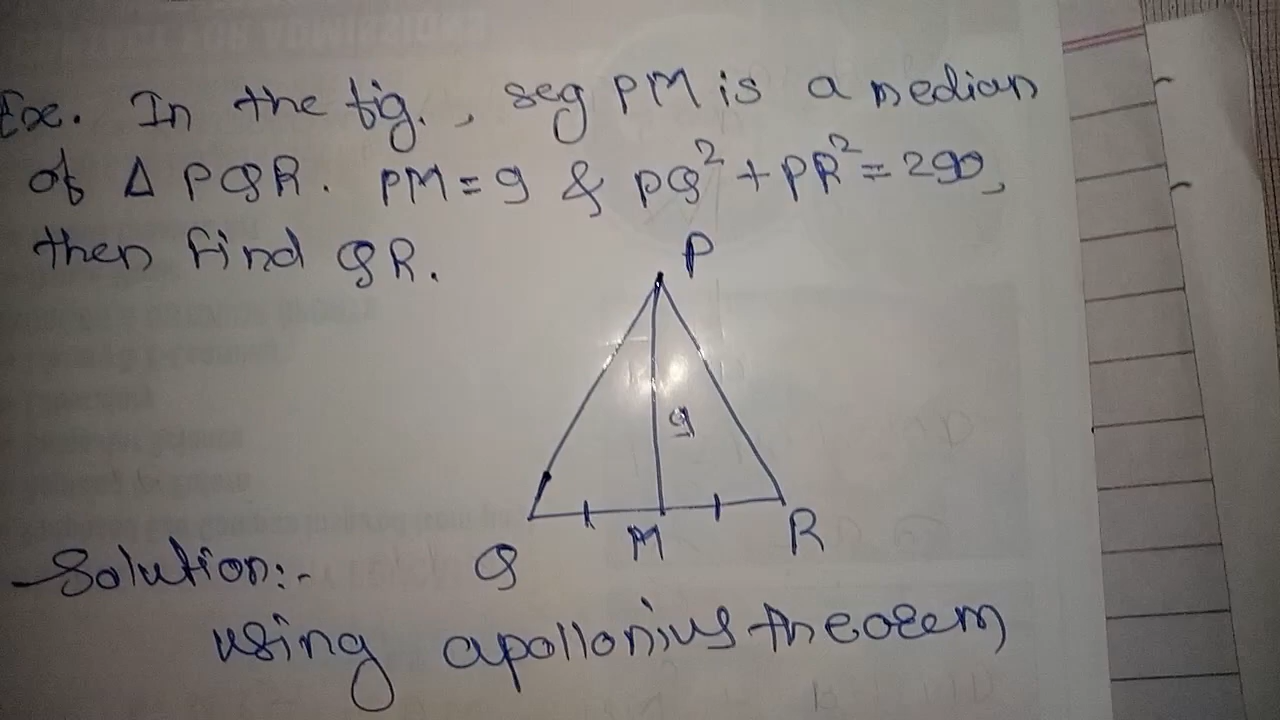 Ex. In the fig., seg PM is a median
of Δ PQR. PM = 9 & PQ² + PR² = 290,
then find QR.
P
9
Q M R
Solution:-
using apollonius theorem